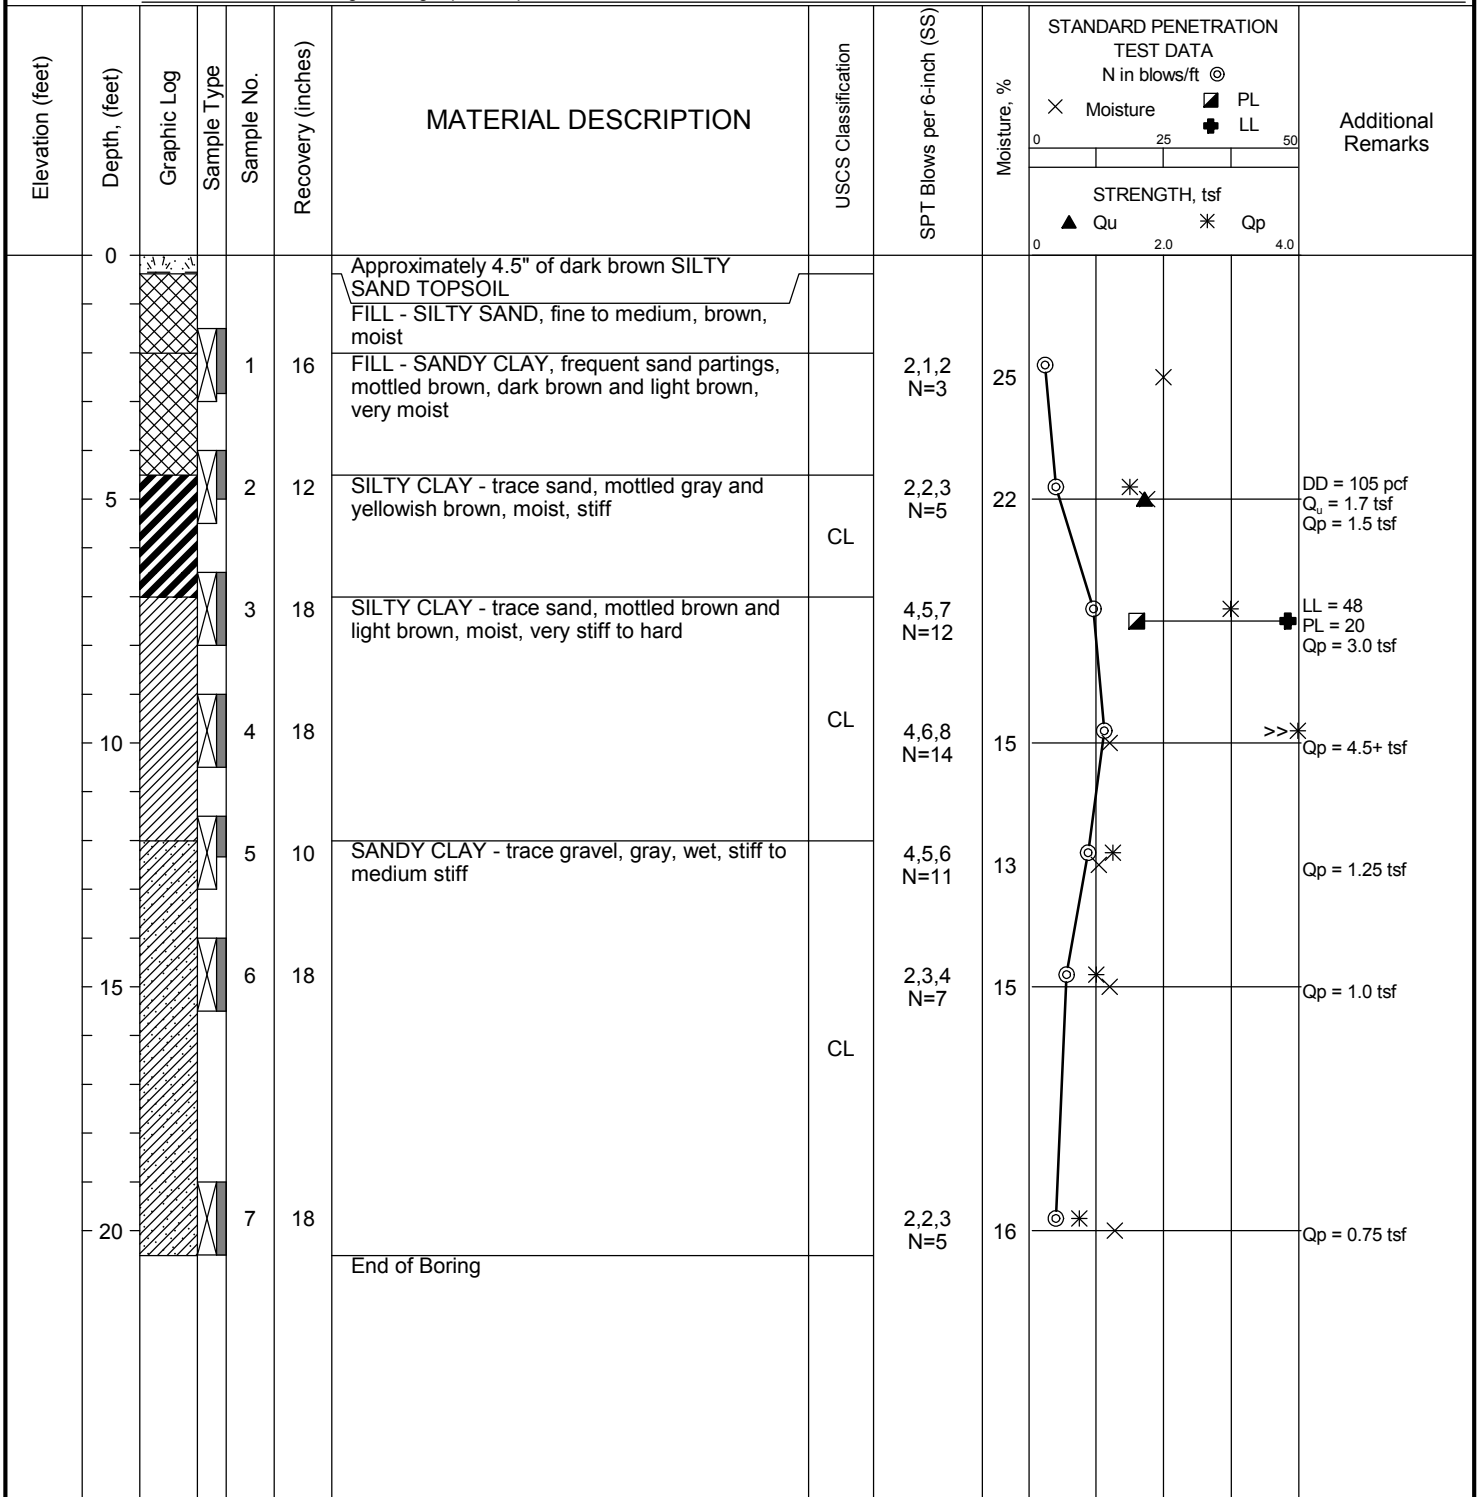 Elevation (feet)
Depth, (feet)
Graphic Log
Sample Type
Sample No.
Recovery (inches)
MATERIAL DESCRIPTION
USCS Classification
SPT Blows per 6-inch (SS)
Moisture, %
STANDARD PENETRATION
TEST DATA
N in blows/ft
Moisture
PL
LL
0 25 50
STRENGTH, tsf
Qu Qp
0 2.0 4.0
Additional
Remarks
0
Approximately 4.5" of dark brown SILTY
SAND TOPSOIL
FILL - SILTY SAND, fine to medium, brown,
moist
1 16 FILL - SANDY CLAY, frequent sand partings,
mottled brown, dark brown and light brown,
very moist
2,1,2
N=3
25
5
2 12 SILTY CLAY - trace sand, mottled gray and
yellowish brown, moist, stiff
CL
2,2,3
N=5
22
DD = 105 pcf
Qu = 1.7 tsf
Qp = 1.5 tsf
3 18 SILTY CLAY - trace sand, mottled brown and
light brown, moist, very stiff to hard
4,5,7
N=12
LL = 48
PL = 20
Qp = 3.0 tsf
10
4 18
CL
4,6,8
N=14
15
>>
Qp = 4.5+ tsf
5 10 SANDY CLAY - trace gravel, gray, wet, stiff to
medium stiff
4,5,6
N=11
13
Qp = 1.25 tsf
15
6 18
2,3,4
N=7
15
Qp = 1.0 tsf
CL
20
7 18
2,2,3
N=5
16
Qp = 0.75 tsf
End of Boring